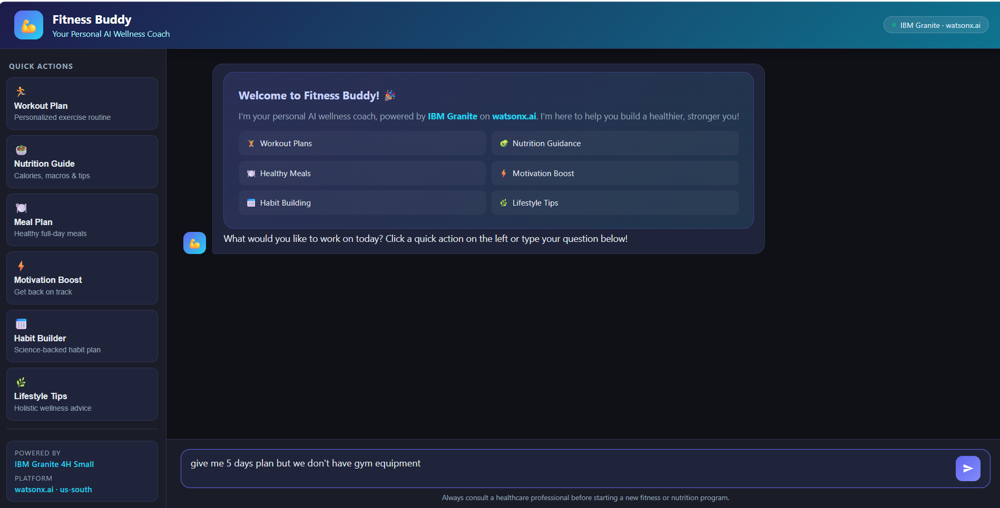 Fitness Buddy
Your Personal AI Wellness Coach
IBM Granite · watsonx.ai
QUICK ACTIONS
Workout Plan
Personalized exercise routine
Nutrition Guide
Calories, macros & tips
Meal Plan
Healthy full-day meals
Motivation Boost
Get back on track
Habit Builder
Science-backed habit plan
Lifestyle Tips
Holistic wellness advice
POWERED BY
IBM Granite 4H Small
PLATFORM
watsonx.ai · us-south
Welcome to Fitness Buddy! 🎉
I'm your personal AI wellness coach, powered by IBM Granite on watsonx.ai. I'm here to help you build a healthier, stronger you!
Workout Plans
Nutrition Guidance
Healthy Meals
Motivation Boost
Habit Building
Lifestyle Tips
What would you like to work on today? Click a quick action on the left or type your question below!
give me 5 days plan but we don't have gym equipment
Always consult a healthcare professional before starting a new fitness or nutrition program.